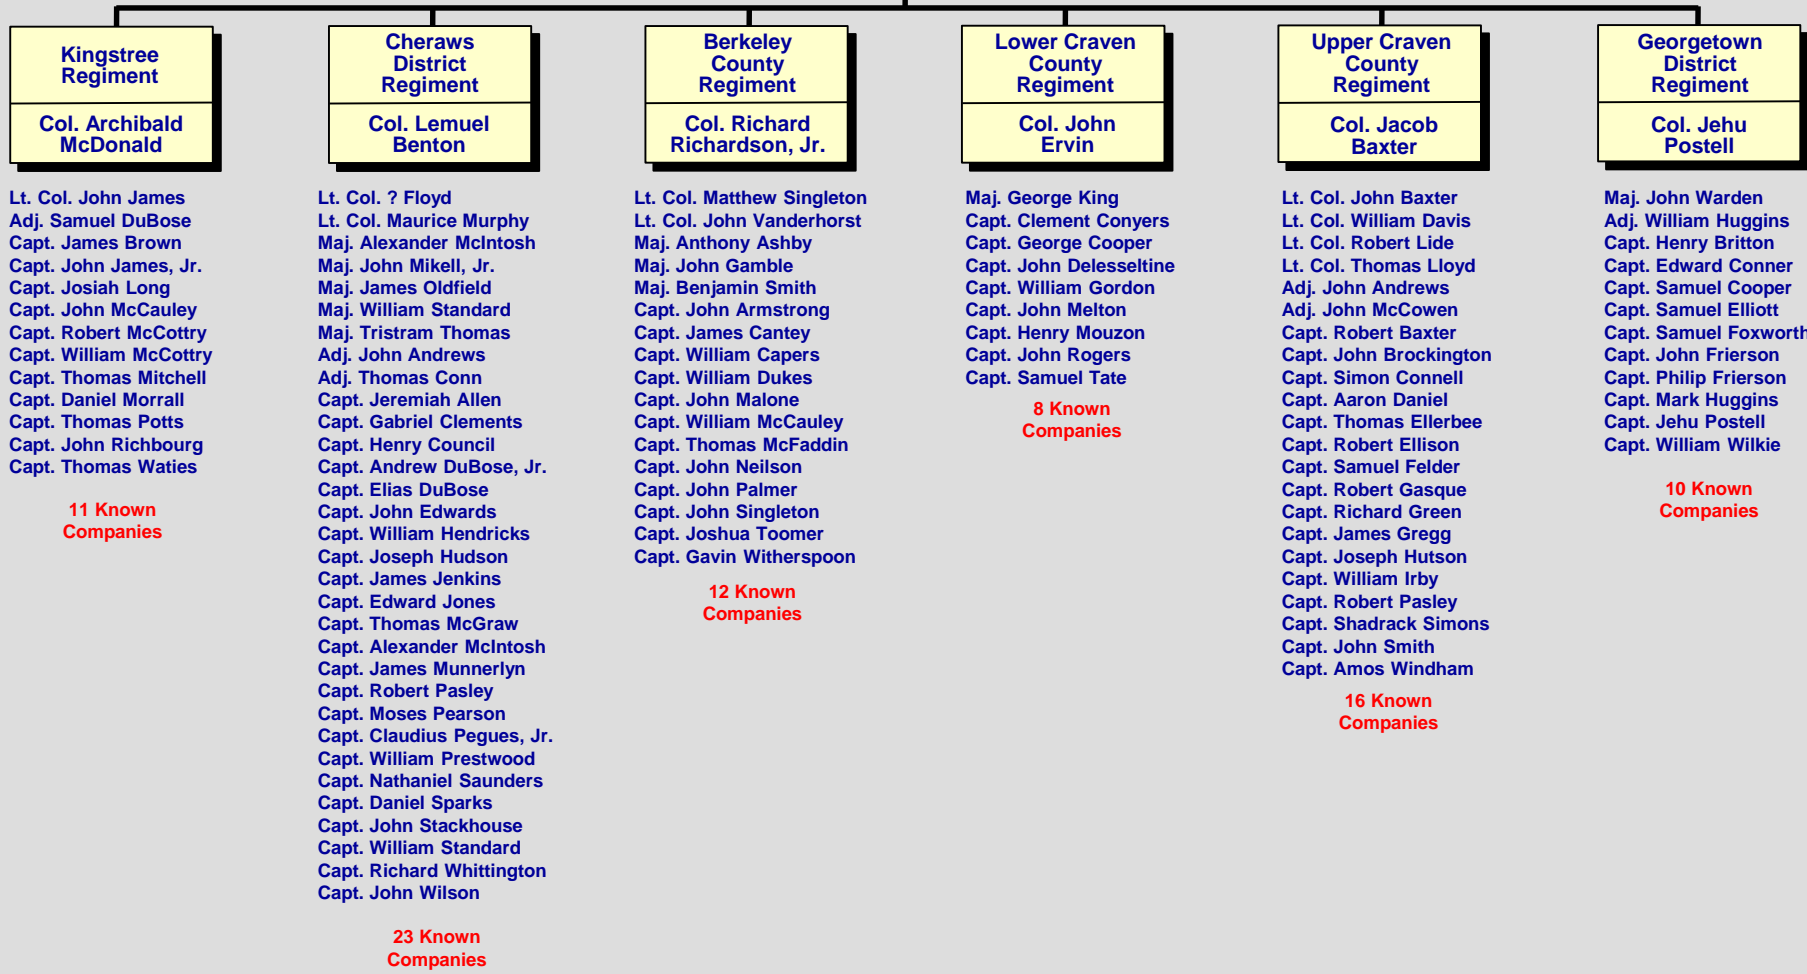 Kingstree
Regiment
Col. Archibald
McDonald
Lt. Col. John James
Adj. Samuel DuBose
Capt. James Brown
Capt. John James, Jr.
Capt. Josiah Long
Capt. John McCauley
Capt. Robert McCottry
Capt. William McCottry
Capt. Thomas Mitchell
Capt. Daniel Morrall
Capt. Thomas Potts
Capt. John Richbourg
Capt. Thomas Waties
11 Known
Companies
Cheraws
District
Regiment
Col. Lemuel
Benton
Lt. Col. ? Floyd
Lt. Col. Maurice Murphy
Maj. Alexander McIntosh
Maj. John Mikell, Jr.
Maj. James Oldfield
Maj. William Standard
Maj. Tristram Thomas
Adj. John Andrews
Adj. Thomas Conn
Capt. Jeremiah Allen
Capt. Gabriel Clements
Capt. Henry Council
Capt. Andrew DuBose, Jr.
Capt. Elias DuBose
Capt. John Edwards
Capt. William Hendricks
Capt. Joseph Hudson
Capt. James Jenkins
Capt. Edward Jones
Capt. Thomas McGraw
Capt. Alexander McIntosh
Capt. James Munnerlyn
Capt. Robert Pasley
Capt. Moses Pearson
Capt. Claudius Pegues, Jr.
Capt. William Prestwood
Capt. Nathaniel Saunders
Capt. Daniel Sparks
Capt. John Stackhouse
Capt. William Standard
Capt. Richard Whittington
Capt. John Wilson
23 Known
Companies
Berkeley
County
Regiment
Col. Richard
Richardson, Jr.
Lt. Col. Matthew Singleton
Lt. Col. John Vanderhorst
Maj. Anthony Ashby
Maj. John Gamble
Maj. Benjamin Smith
Capt. John Armstrong
Capt. James Cantey
Capt. William Capers
Capt. William Dukes
Capt. John Malone
Capt. William McCauley
Capt. Thomas McFaddin
Capt. John Neilson
Capt. John Palmer
Capt. John Singleton
Capt. Joshua Toomer
Capt. Gavin Witherspoon
12 Known
Companies
Lower Craven
County
Regiment
Col. John
Ervin
Maj. George King
Capt. Clement Conyers
Capt. George Cooper
Capt. John Delesseltine
Capt. William Gordon
Capt. John Melton
Capt. Henry Mouzon
Capt. John Rogers
Capt. Samuel Tate
8 Known
Companies
Upper Craven
County
Regiment
Col. Jacob
Baxter
Lt. Col. John Baxter
Lt. Col. William Davis
Lt. Col. Robert Lide
Lt. Col. Thomas Lloyd
Adj. John Andrews
Adj. John McCowen
Capt. Robert Baxter
Capt. John Brockington
Capt. Simon Connell
Capt. Aaron Daniel
Capt. Thomas Ellerbee
Capt. Robert Ellison
Capt. Samuel Felder
Capt. Robert Gasque
Capt. Richard Green
Capt. James Gregg
Capt. Joseph Hutson
Capt. William Irby
Capt. Robert Pasley
Capt. Shadrack Simons
Capt. John Smith
Capt. Amos Windham
16 Known
Companies
Georgetown
District
Regiment
Col. Jehu
Postell
Maj. John Warden
Adj. William Huggins
Capt. Henry Britton
Capt. Edward Conner
Capt. Samuel Cooper
Capt. Samuel Elliott
Capt. Samuel Foxworth
Capt. John Frierson
Capt. Philip Frierson
Capt. Mark Huggins
Capt. Jehu Postell
Capt. William Wilkie
10 Known
Companies